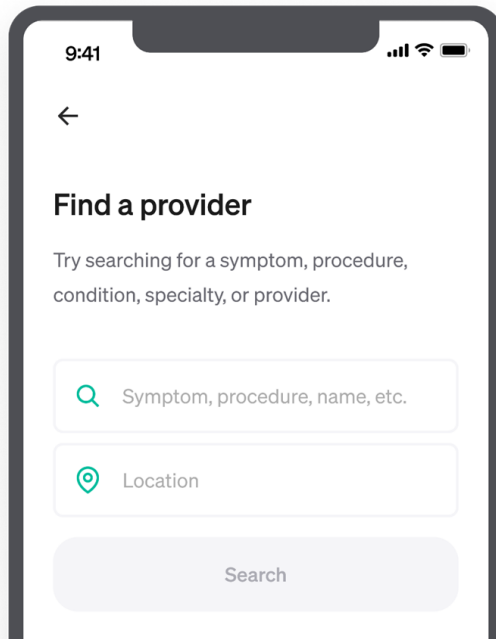 9:41
Find a provider
Try searching for a symptom, procedure,
condition, specialty, or provider.
Symptom, procedure, name, etc.
Location
Search